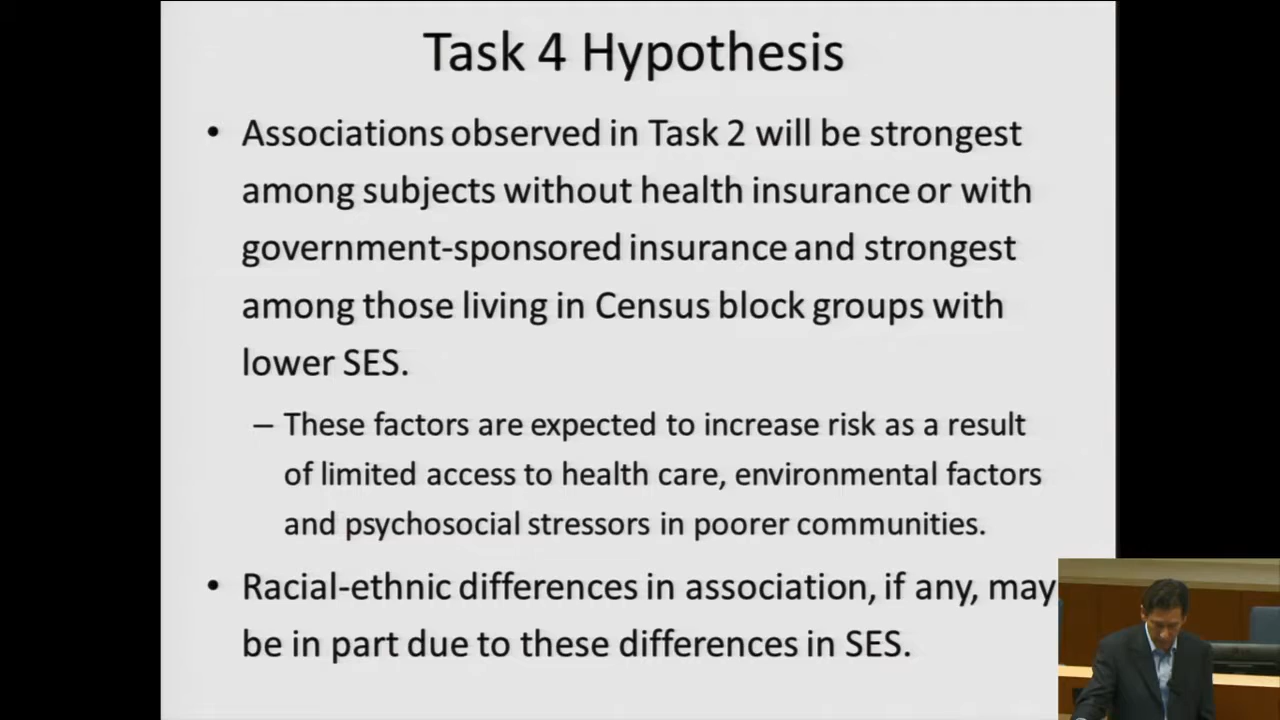 Task 4 Hypothesis
• Associations observed in Task 2 will be strongest
among subjects without health insurance or with
government-sponsored insurance and strongest
among those living in Census block groups with
lower SES.
– These factors are expected to increase risk as a result
of limited access to health care, environmental factors
and psychosocial stressors in poorer communities.
• Racial-ethnic differences in association, if any, may
be in part due to these differences in SES.